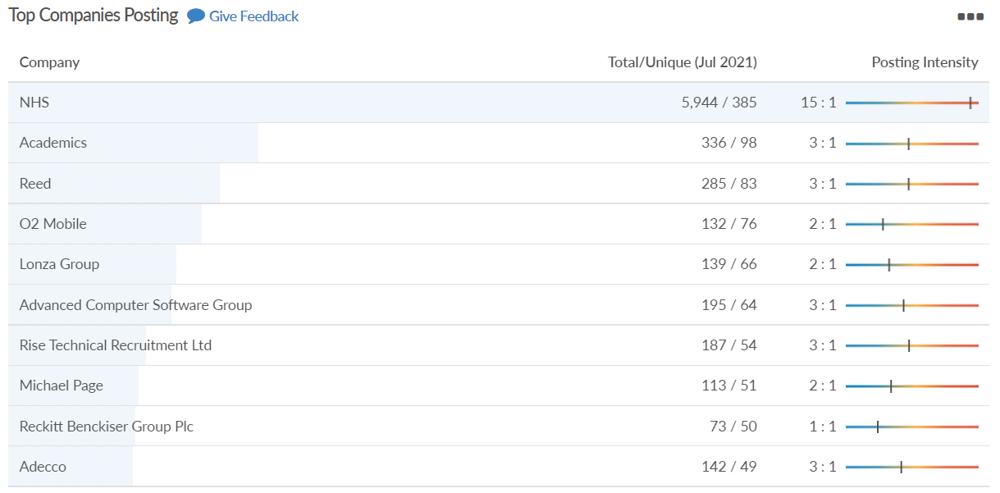 Top Companies Posting Give Feedback
Company Total/Unique (Jul 2021) Posting Intensity
NHS 5,944 / 385 15 : 1
Academics 336 / 98 3 : 1
Reed 285 / 83 3 : 1
O2 Mobile 132 / 76 2 : 1
Lonza Group 139 / 66 2 : 1
Advanced Computer Software Group 195 / 64 3 : 1
Rise Technical Recruitment Ltd 187 / 54 3 : 1
Michael Page 113 / 51 2 : 1
Reckitt Benckiser Group Plc 73 / 50 1 : 1
Adecco 142 / 49 3 : 1